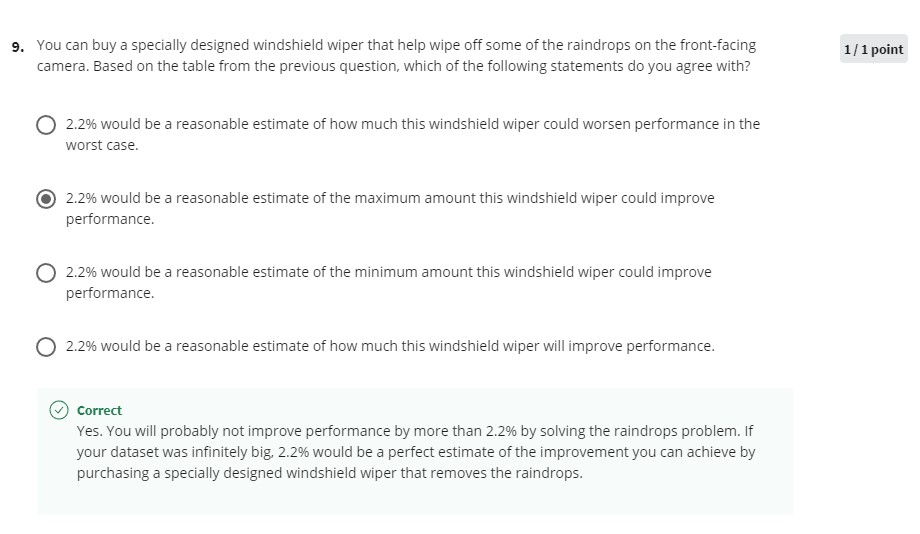 9. You can buy a specially designed windshield wiper that help wipe off some of the raindrops on the front-facing
camera. Based on the table from the previous question, which of the following statements do you agree with?
1 / 1 point
2.2% would be a reasonable estimate of how much this windshield wiper could worsen performance in the
worst case.
2.2% would be a reasonable estimate of the maximum amount this windshield wiper could improve
performance.
2.2% would be a reasonable estimate of the minimum amount this windshield wiper could improve
performance.
2.2% would be a reasonable estimate of how much this windshield wiper will improve performance.
Correct
Yes. You will probably not improve performance by more than 2.2% by solving the raindrops problem. If
your dataset was infinitely big, 2.2% would be a perfect estimate of the improvement you can achieve by
purchasing a specially designed windshield wiper that removes the raindrops.